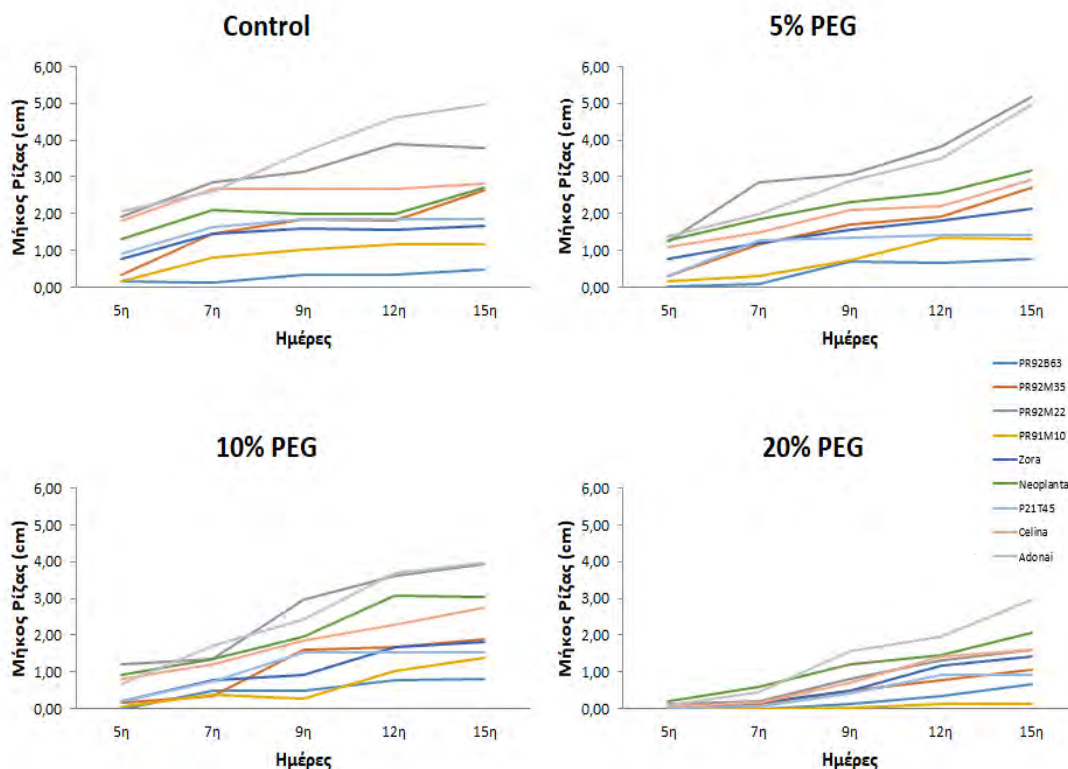 Control
Μήκος Ρίζας (cm)
6,00
5,00
4,00
3,00
2,00
1,00
0,00
5η 7η 9η 12η 15η
Ημέρες
5% PEG
Μήκος Ρίζας (cm)
6,00
5,00
4,00
3,00
2,00
1,00
0,00
5η 7η 9η 12η 15η
Ημέρες
10% PEG
Μήκος Ρίζας (cm)
6,00
5,00
4,00
3,00
2,00
1,00
0,00
5η 7η 9η 12η 15η
Ημέρες
20% PEG
Μήκος Ρίζας (cm)
6,00
5,00
4,00
3,00
2,00
1,00
0,00
5η 7η 9η 12η 15η
Ημέρες
PR92B63
PR92M35
PR92M22
PR91M10
Zora
Neoplanta
P21T45
Celina
Adonai